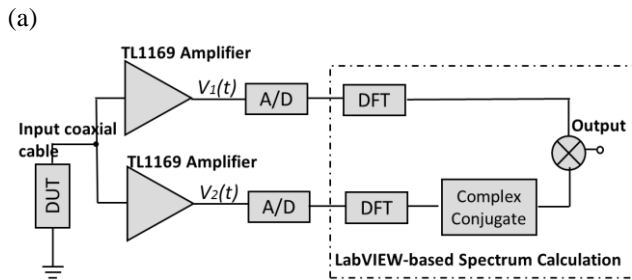 (a)
TL1169 Amplifier
V1(t)
A/D
DFT
Output
Input coaxial
cable
TL1169 Amplifier
DUT
V2(t)
A/D
DFT
Complex
Conjugate
LabVIEW-based Spectrum Calculation